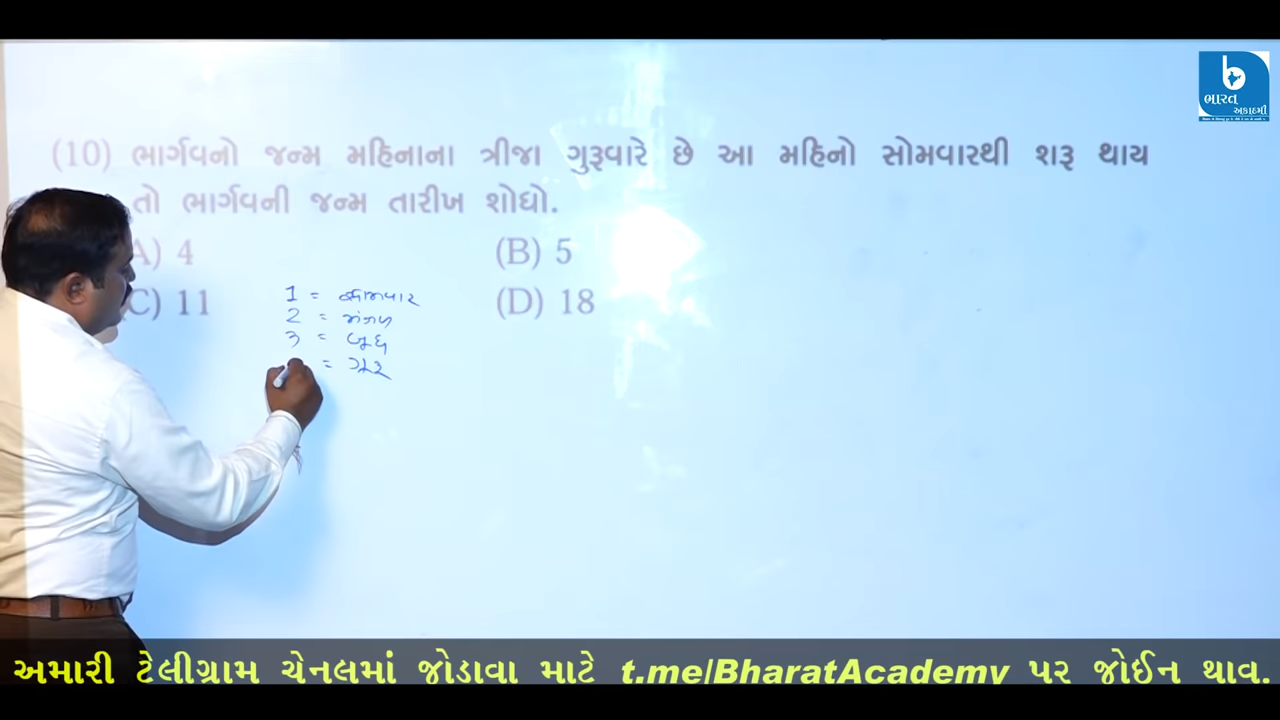 ભારત
અકાદમી
(10) ભાર્ગવનો જન્મ મહિનાના ત્રીજા ગુરૂવારે છે આ મહિનો સોમવારથી શરૂ થાય
તો ભાર્ગવની જન્મ તારીખ શોધો.
A) 4 (B) 5
C) 11 (D) 18
1 = સોમવાર
2 = મંગળ
3 = બુધ
= ગુરૂ
અમારી ટેલીગ્રામ ચેનલમાં જોડાવા માટે t.me/BharatAcademy પર જોઈન થાવ.